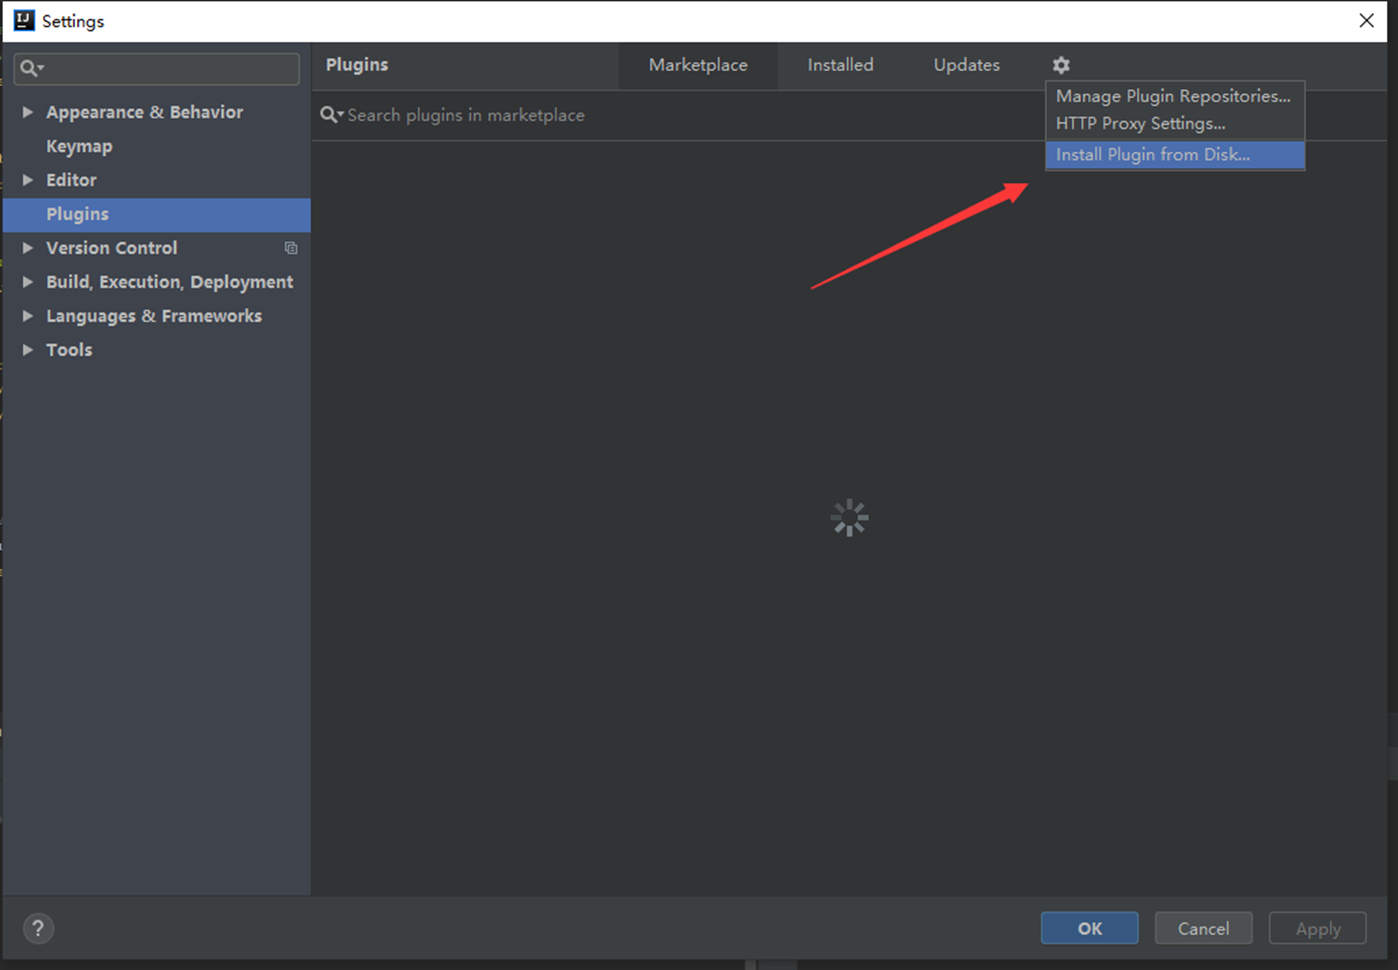 IJ Settings
Plugins Marketplace Installed Updates
Manage Plugin Repositories...
HTTP Proxy Settings...
Install Plugin from Disk...
Search plugins in marketplace
Appearance & Behavior
Keymap
Editor
Plugins
Version Control
Build, Execution, Deployment
Languages & Frameworks
Tools
? OK Cancel Apply